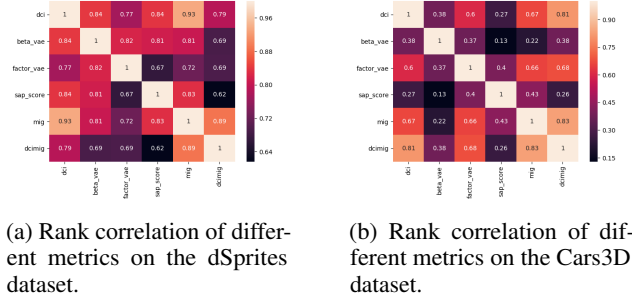 dci 1 0.84 0.77 0.84 0.93 0.79
beta_vae 0.84 1 0.82 0.81 0.81 0.69
factor_vae 0.77 0.82 1 0.67 0.72 0.69
sap_score 0.84 0.81 0.67 1 0.83 0.62
mig 0.93 0.81 0.72 0.83 1 0.89
dcimig 0.79 0.69 0.69 0.62 0.89 1
dci beta_vae factor_vae sap_score mig dcimig
0.96
0.88
0.80
0.72
0.64
(a) Rank correlation of differ-
ent metrics on the dSprites
dataset.
dci 1 0.38 0.6 0.27 0.67 0.81
beta_vae 0.38 1 0.37 0.13 0.22 0.38
factor_vae 0.6 0.37 1 0.4 0.66 0.68
sap_score 0.27 0.13 0.4 1 0.43 0.26
mig 0.67 0.22 0.66 0.43 1 0.83
dcimig 0.81 0.38 0.68 0.26 0.83 1
dci beta_vae factor_vae sap_score mig dcimig
0.90
0.75
0.60
0.45
0.30
0.15
(b) Rank correlation of dif-
ferent metrics on the Cars3D
dataset.